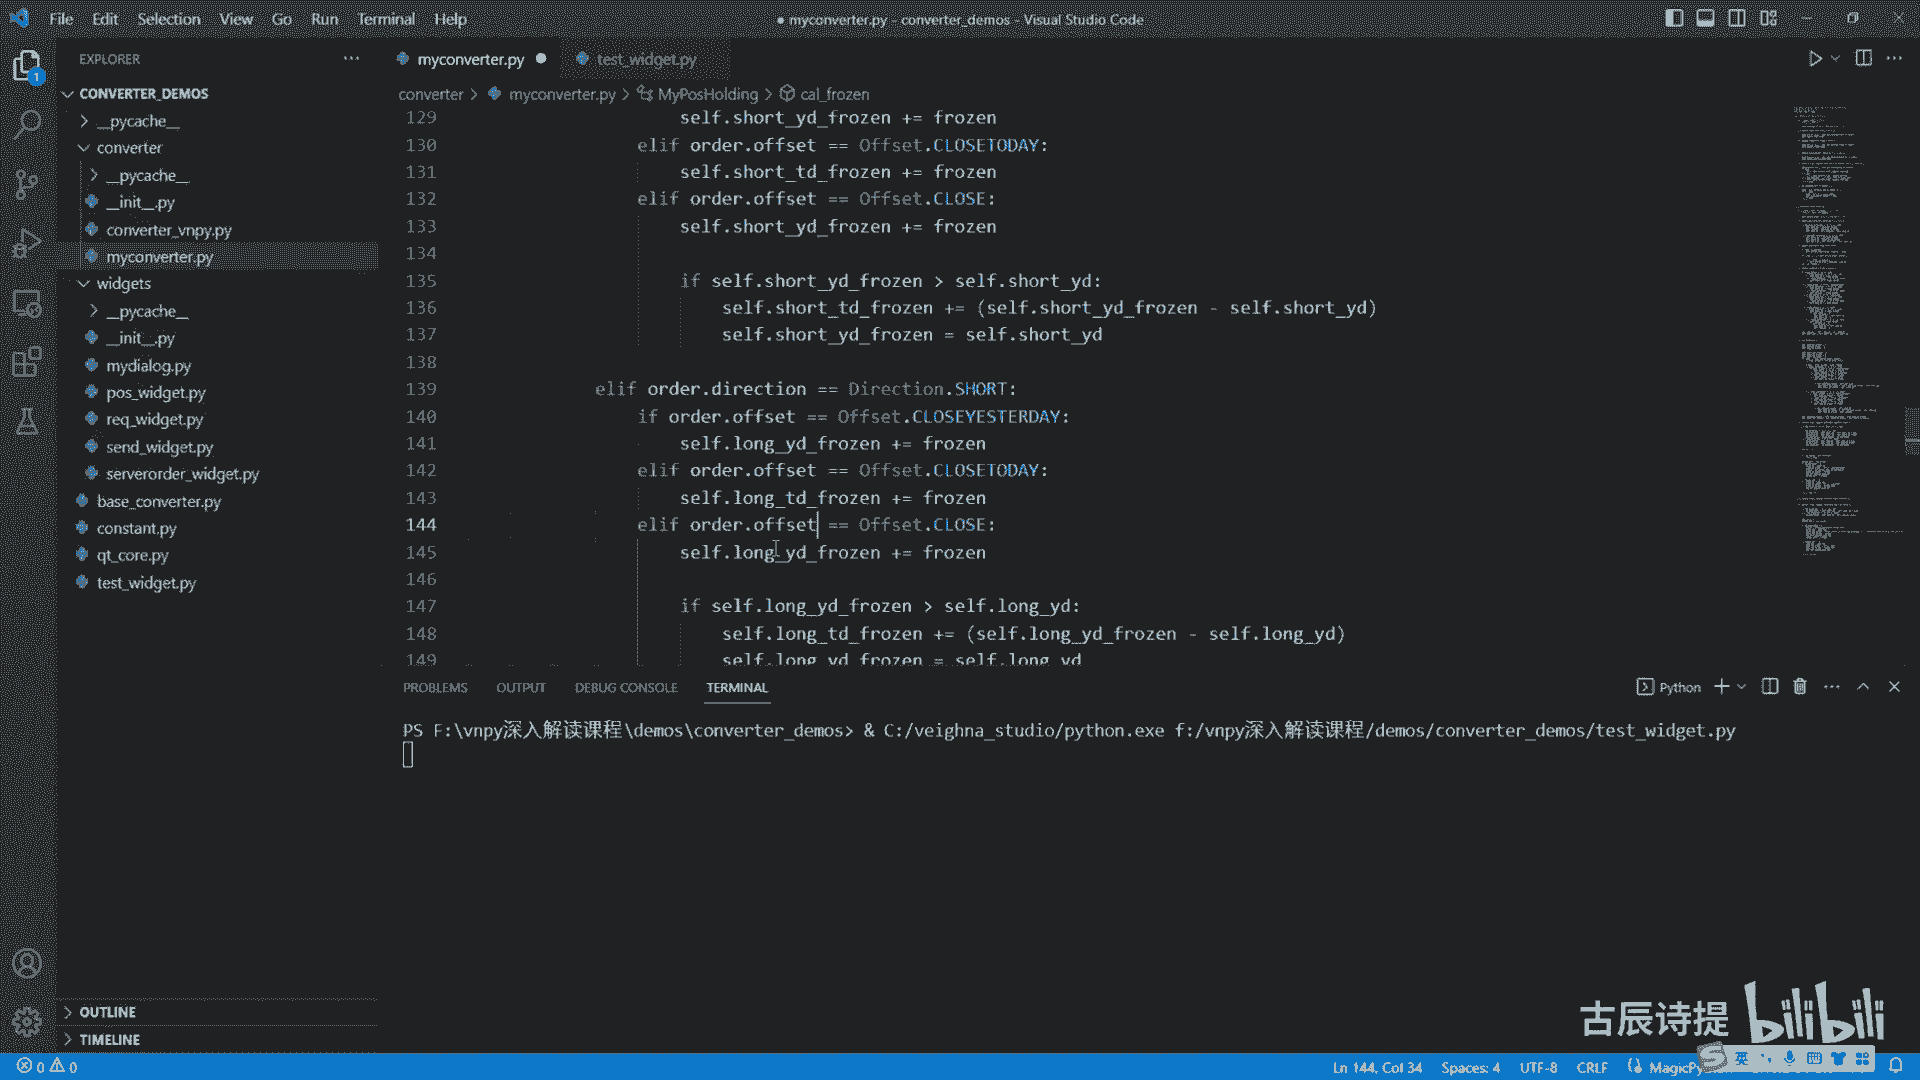 File Edit Selection View Go Run Terminal Help
● myconverter.py - converter_demos - Visual Studio Code
EXPLORER
CONVERTER_DEMOS
__pycache__
converter
__pycache__
__init__.py
converter_vnpy.py
myconverter.py
widgets
__pycache__
__init__.py
mydialog.py
pos_widget.py
req_widget.py
send_widget.py
serverorder_widget.py
base_converter.py
constant.py
qt_core.py
test_widget.py
OUTLINE
TIMELINE
myconverter.py
test_widget.py
converter > myconverter.py > MyPosHolding > cal_frozen
129 self.short_yd_frozen += frozen
130 elif order.offset == Offset.CLOSETODAY:
131 self.short_td_frozen += frozen
132 elif order.offset == Offset.CLOSE:
133 self.short_yd_frozen += frozen
134
135 if self.short_yd_frozen > self.short_yd:
136 self.short_td_frozen += (self.short_yd_frozen - self.short_yd)
137 self.short_yd_frozen = self.short_yd
138
139 elif order.direction == Direction.SHORT:
140 if order.offset == Offset.CLOSEYESTERDAY:
141 self.long_yd_frozen += frozen
142 elif order.offset == Offset.CLOSETODAY:
143 self.long_td_frozen += frozen
144 elif order.offset == Offset.CLOSE:
145 self.long_yd_frozen += frozen
146
147 if self.long_yd_frozen > self.long_yd:
148 self.long_td_frozen += (self.long_yd_frozen - self.long_yd)
149 self.long_yd_frozen = self.long_yd
PROBLEMS OUTPUT DEBUG CONSOLE TERMINAL
Python
PS F:\vnpy深入解读课程\demos\converter_demos> & C:/veighna_studio/python.exe f:/vnpy深入解读课程/demos/converter_demos/test_widget.py
古辰诗提 bilibili
0 0
Ln 144, Col 34 Spaces: 4 UTF-8 CRLF
英
1